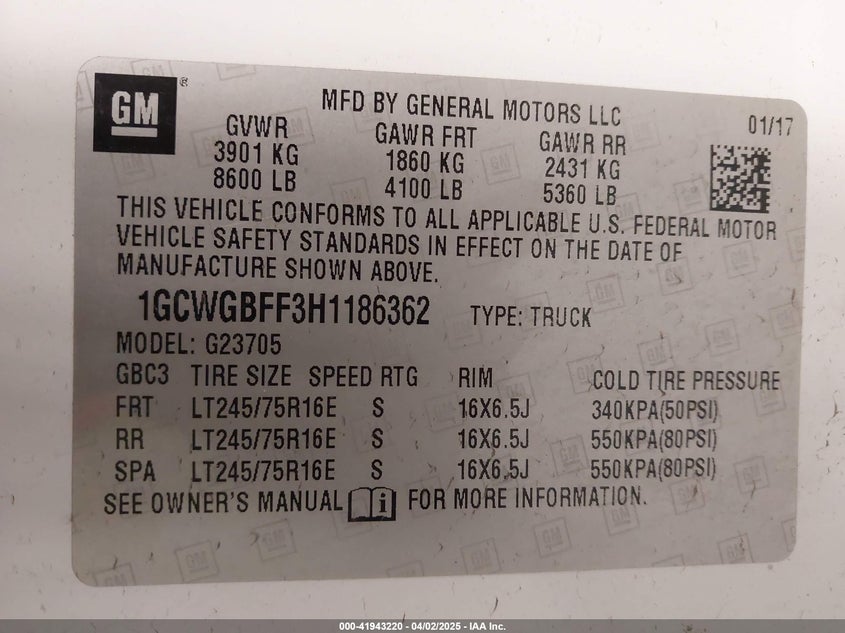 GM ®
MFD BY GENERAL MOTORS LLC
01/17
GVWR GAWR FRT GAWR RR
3901 KG 1860 KG 2431 KG
8600 LB 4100 LB 5360 LB
THIS VEHICLE CONFORMS TO ALL APPLICABLE U.S. FEDERAL MOTOR
VEHICLE SAFETY STANDARDS IN EFFECT ON THE DATE OF
MANUFACTURE SHOWN ABOVE.
1GCWGBFF3H1186362 TYPE: TRUCK
MODEL: G23705
GBC3 TIRE SIZE SPEED RTG RIM COLD TIRE PRESSURE
FRT LT245/75R16E S 16X6.5J 340KPA(50PSI)
RR LT245/75R16E S 16X6.5J 550KPA(80PSI)
SPA LT245/75R16E S 16X6.5J 550KPA(80PSI)
SEE OWNER'S MANUAL i FOR MORE INFORMATION.
000-41943220 - 04/02/2025 - IAA Inc.